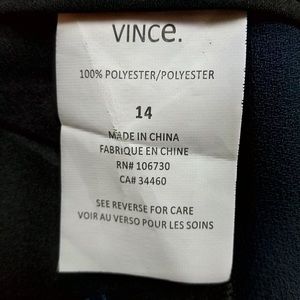 VINCE.
100% POLYESTER/POLYESTER
14
MADE IN CHINA
FABRIQUE EN CHINE
RN# 106730
CA# 34460
SEE REVERSE FOR CARE
VOIR AU VERSO POUR LES SOINS